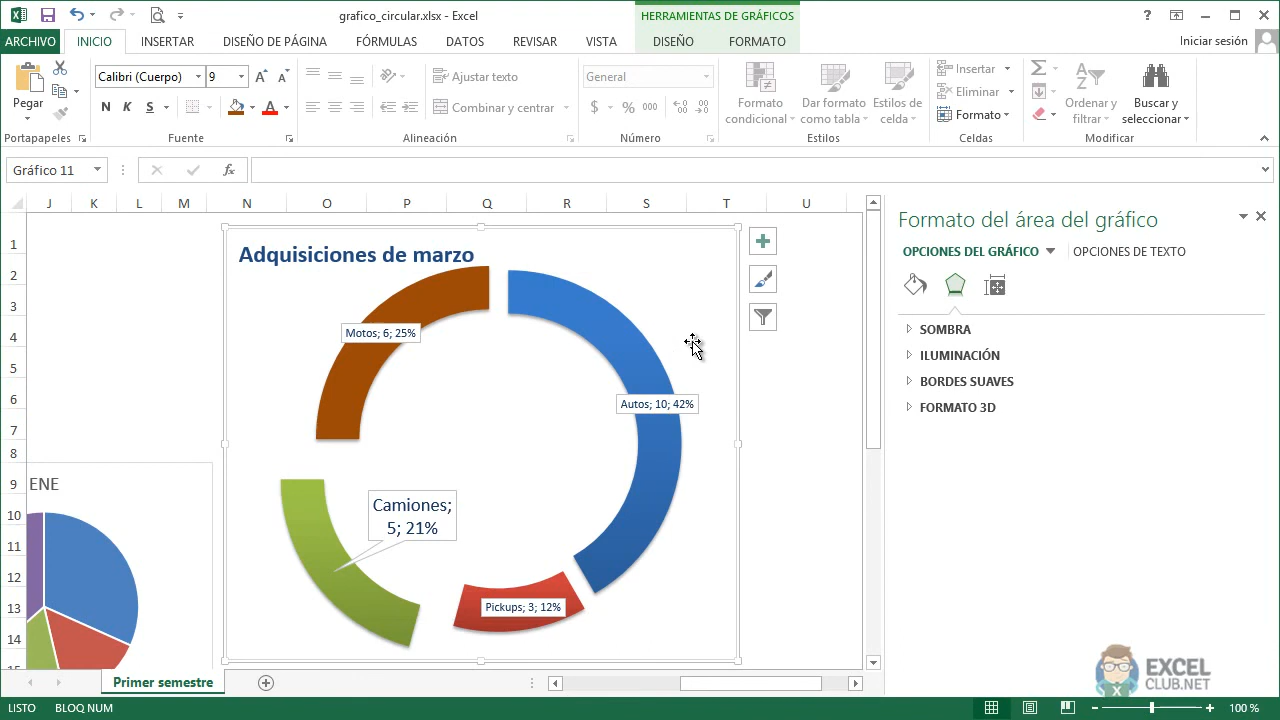 grafico_circular.xlsx - Excel
HERRAMIENTAS DE GRÁFICOS
?
ARCHIVO
INICIO
INSERTAR
DISEÑO DE PÁGINA
FÓRMULAS
DATOS
REVISAR
VISTA
DISEÑO
FORMATO
Iniciar sesión
Pegar
Calibri (Cuerpo)
9
N K S
Ajustar texto
Combinar y centrar
General
$ % 000
Formato
condicional
Dar formato
como tabla
Estilos de
celda
Insertar
Eliminar
Formato
Ordenar y
filtrar
Buscar y
seleccionar
Portapapeles
Fuente
Alineación
Número
Estilos
Celdas
Modificar
Gráfico 11
fx
J K L M N O P Q R S T U
1
2
3
4
5
6
7
8
9
10
11
12
13
14
15
ENE
Adquisiciones de marzo
Motos; 6; 25%
Autos; 10; 42%
Camiones;
5; 21%
Pickups; 3; 12%
Formato del área del gráfico
OPCIONES DEL GRÁFICO
OPCIONES DE TEXTO
SOMBRA
ILUMINACIÓN
BORDES SUAVES
FORMATO 3D
EXCEL
CLUB.NET
Primer semestre
LISTO
BLOQ NUM
100 %